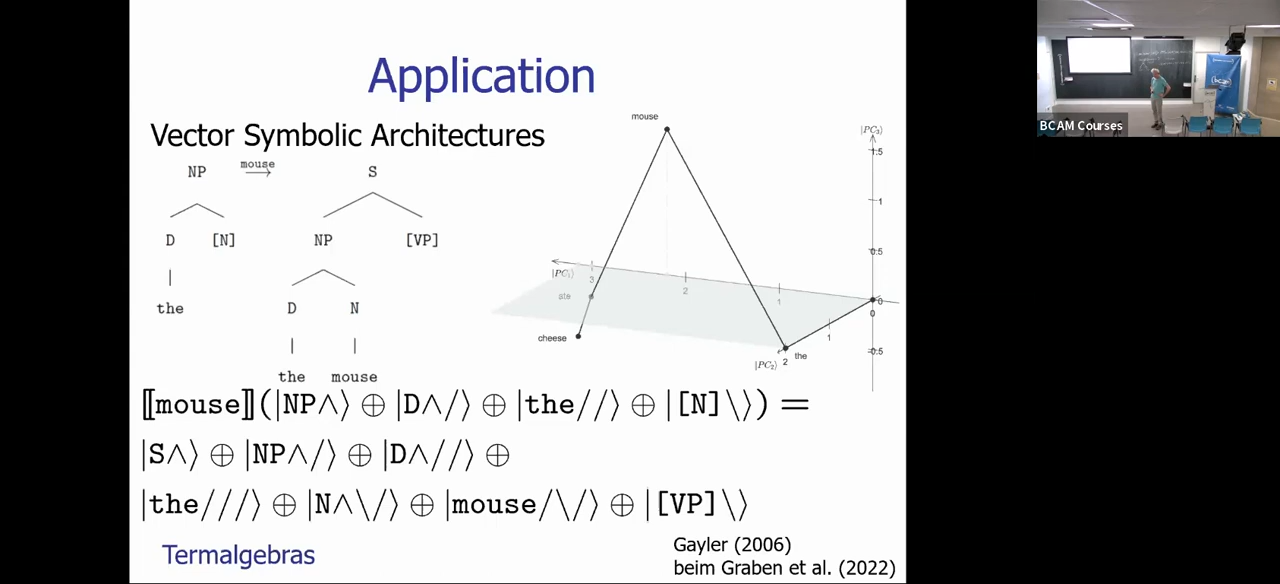 Application
Vector Symbolic Architectures
NP mouse → S
D [N] NP [VP]
the D N
the mouse
mouse
|PC₃|
1.5
1
0.5
0
0
-0.5
|PC₁|
3
2
1
ate
cheese
1
|PC₂| 2 the
⟦mouse⟧(|NP∧⟩ ⊕ |D∧/⟩ ⊕ |the//⟩ ⊕ |[N]\⟩) =
|S∧⟩ ⊕ |NP∧/⟩ ⊕ |D∧//⟩ ⊕
|the///⟩ ⊕ |N∧\/⟩ ⊕ |mouse/\/⟩ ⊕ |[VP]\⟩
Termalgebras
Gayler (2006)
beim Graben et al. (2022)
BCAM Courses